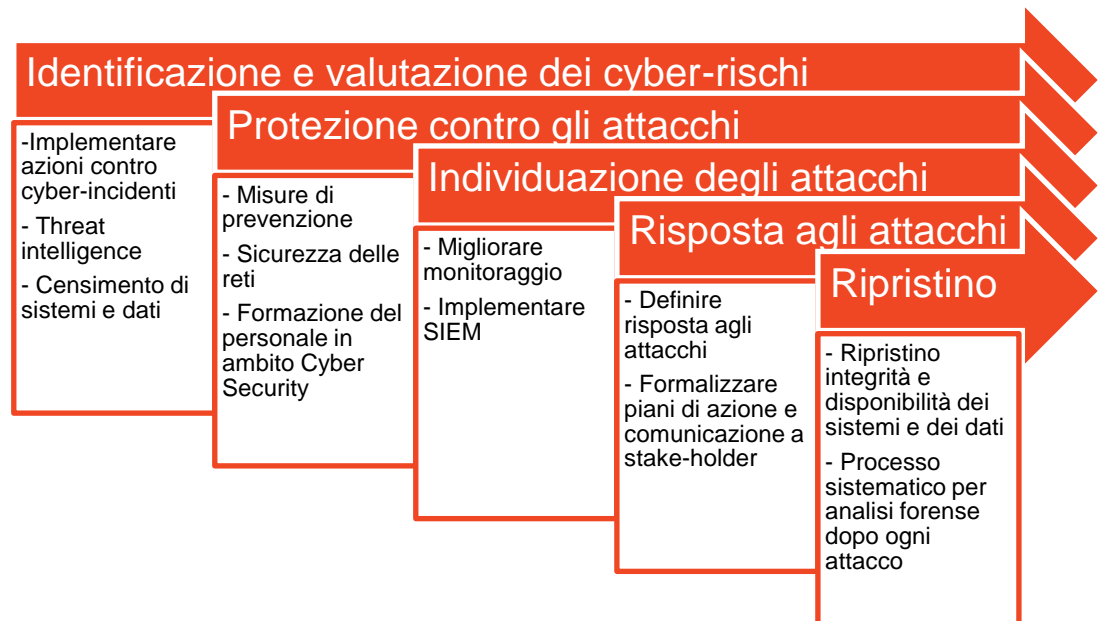 Identificazione e valutazione dei cyber-rischi
-Implementare
azioni contro
cyber-incidenti
- Threat
intelligence
- Censimento di
sistemi e dati
Protezione contro gli attacchi
- Misure di
prevenzione
- Sicurezza delle
reti
- Formazione del
personale in
ambito Cyber
Security
Individuazione degli attacchi
- Migliorare
monitoraggio
- Implementare
SIEM
Risposta agli attacchi
- Definire
risposta agli
attacchi
- Formalizzare
piani di azione e
comunicazione a
stake-holder
Ripristino
- Ripristino
integrità e
disponibilità dei
sistemi e dei dati
- Processo
sistematico per
analisi forense
dopo ogni
attacco